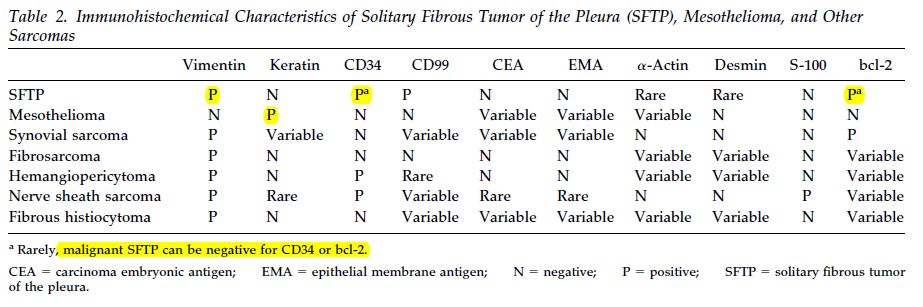 Table 2. Immunohistochemical Characteristics of Solitary Fibrous Tumor of the Pleura (SFTP), Mesothelioma, and Other
Sarcomas
Vimentin Keratin CD34 CD99 CEA EMA α-Actin Desmin S-100 bcl-2
SFTP P N Pᵃ P N N Rare Rare N Pᵃ
Mesothelioma N P N N Variable Variable Variable N N N
Synovial sarcoma P Variable N Variable Variable Variable N N N P
Fibrosarcoma P N N N N N Variable Variable N Variable
Hemangiopericytoma P N P Rare N N Variable Variable N Variable
Nerve sheath sarcoma P Rare P Variable Rare Rare N N P Variable
Fibrous histiocytoma P N N Variable Variable Variable Variable Variable N Variable
ᵃ Rarely, malignant SFTP can be negative for CD34 or bcl-2.
CEA = carcinoma embryonic antigen; EMA = epithelial membrane antigen; N = negative; P = positive; SFTP = solitary fibrous tumor
of the pleura.